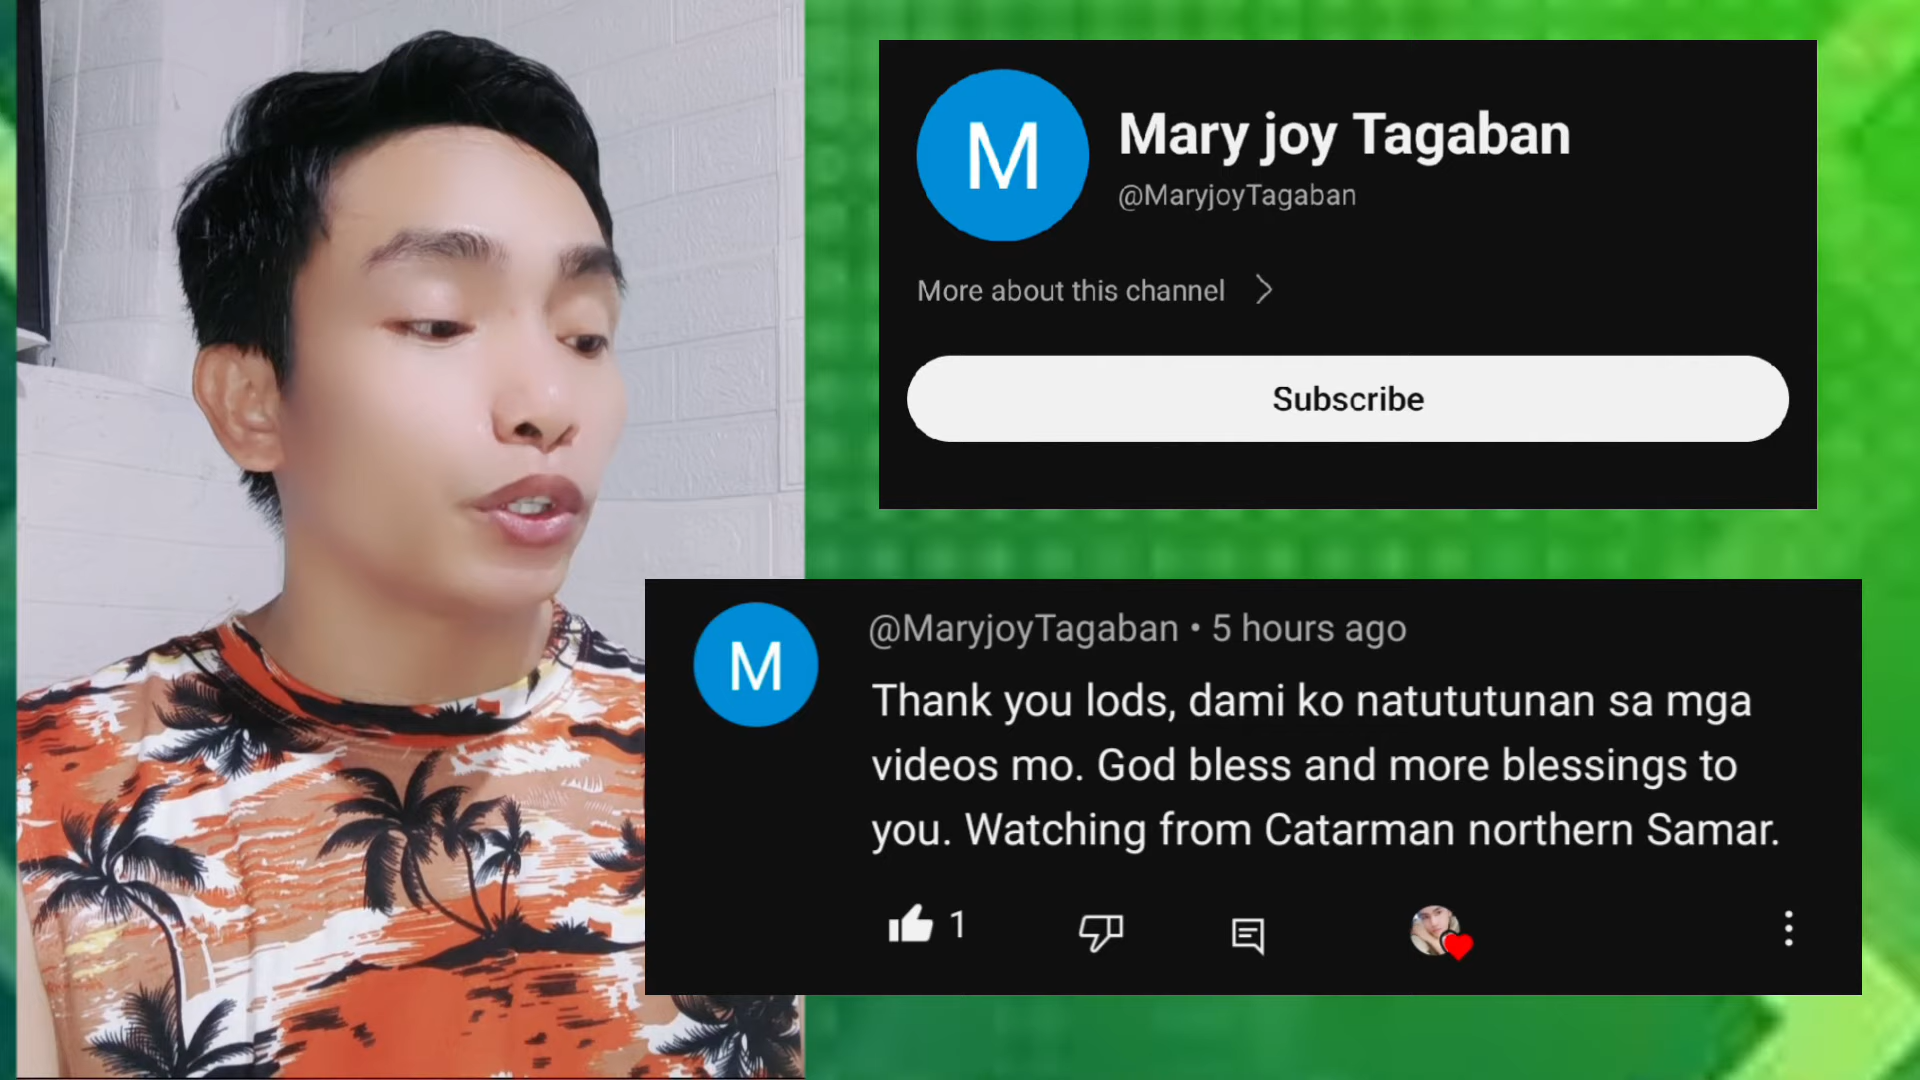 M
Mary joy Tagaban
@MaryjoyTagaban
More about this channel
Subscribe
M
@MaryjoyTagaban • 5 hours ago
Thank you lods, dami ko natututunan sa mga
videos mo. God bless and more blessings to
you. Watching from Catarman northern Samar.
1